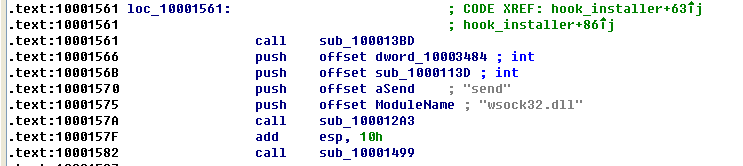 .text:10001561 loc_10001561: ; CODE XREF: hook_installer+63↑j
.text:10001561 ; hook_installer+86↑j
.text:10001561 call sub_100013BD
.text:10001566 push offset dword_10003484 ; int
.text:1000156B push offset sub_1000113D ; int
.text:10001570 push offset aSend ; "send"
.text:10001575 push offset ModuleName ; "wsock32.dll"
.text:1000157A call sub_100012A3
.text:1000157F add esp, 10h
.text:10001582 call sub_10001499